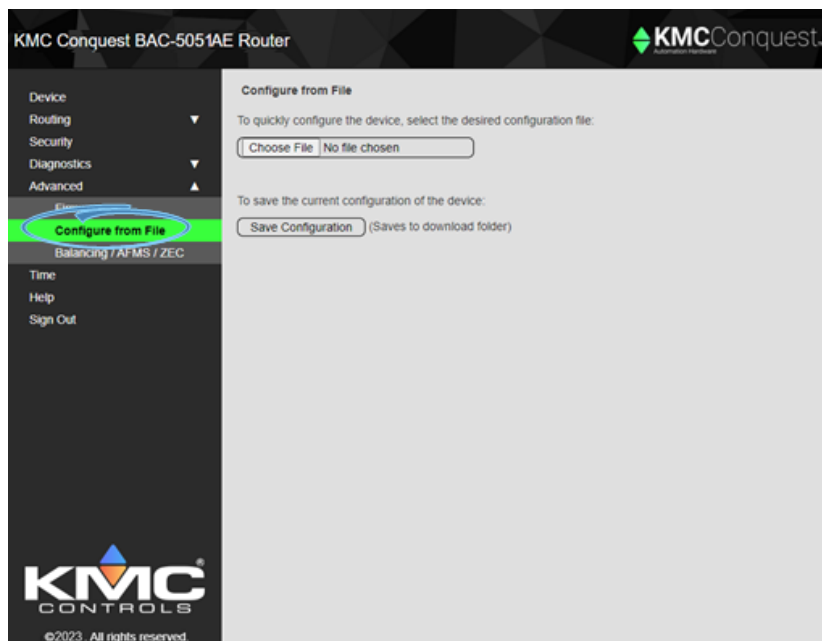 KMC Conquest BAC-5051AE Router
KMCConquest
Automation Hardware
Device
Routing ▼
Security
Diagnostics ▼
Advanced ▲
Configure from File
Balancing / AFMS / ZEC
Time
Help
Sign Out
Configure from File
To quickly configure the device, select the desired configuration file:
Choose File No file chosen
To save the current configuration of the device:
Save Configuration (Saves to download folder)
KMC®
CONTROLS
©2023 . All rights reserved.